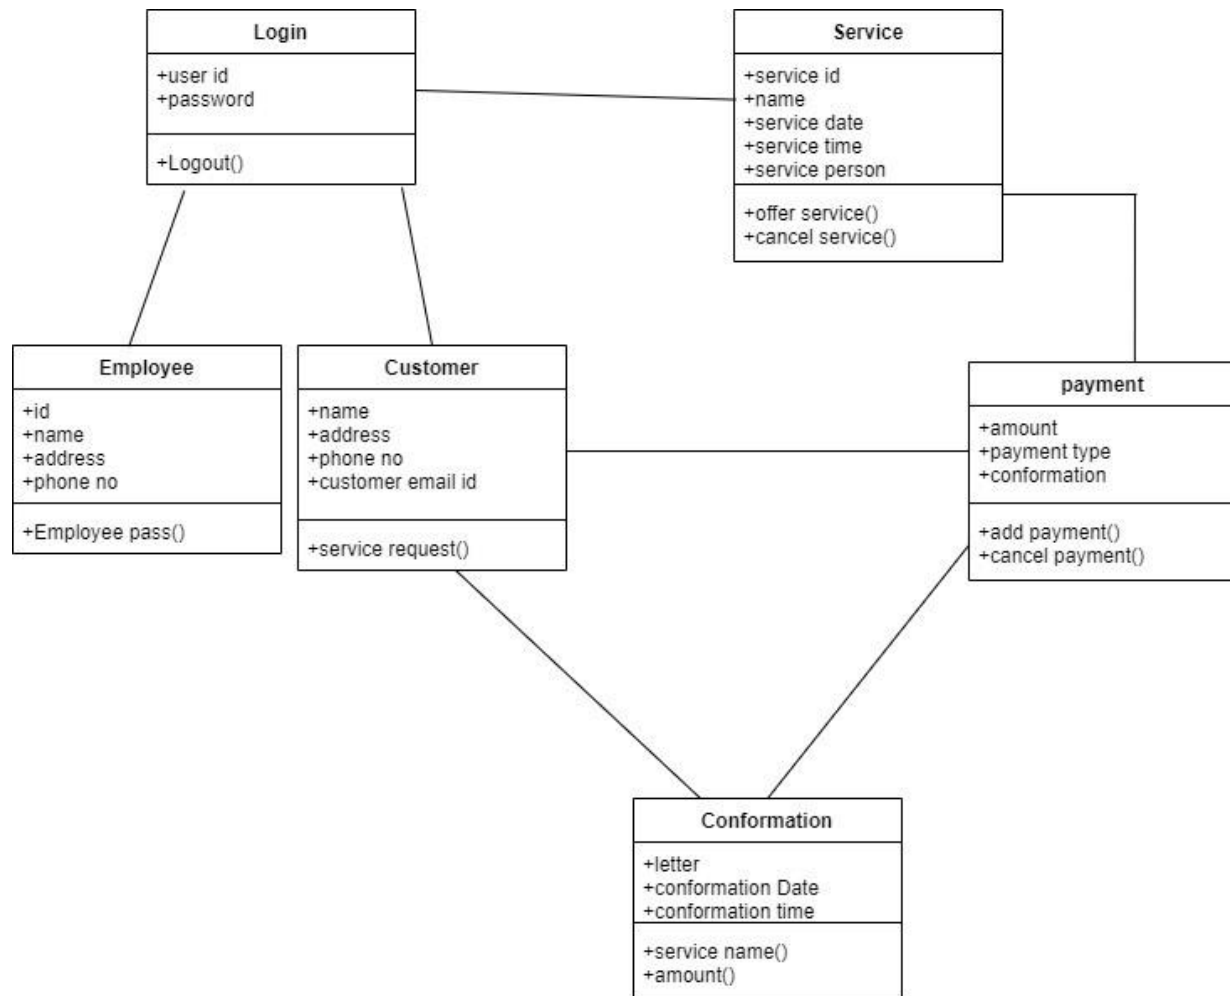 Login
+user id
+password
+Logout()
Service
+service id
+name
+service date
+service time
+service person
+offer service()
+cancel service()
Employee
+id
+name
+address
+phone no
+Employee pass()
Customer
+name
+address
+phone no
+customer email id
+service request()
payment
+amount
+payment type
+conformation
+add payment()
+cancel payment()
Conformation
+letter
+conformation Date
+conformation time
+service name()
+amount()